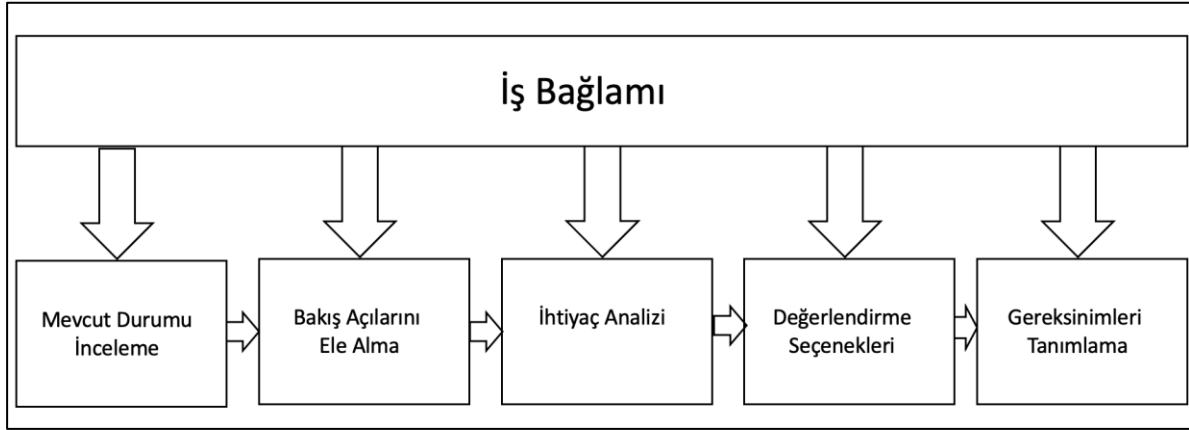 İş Bağlamı
Mevcut Durumu
İnceleme
Bakış Açılarını
Ele Alma
İhtiyaç Analizi
Değerlendirme
Seçenekleri
Gereksinimleri
Tanımlama